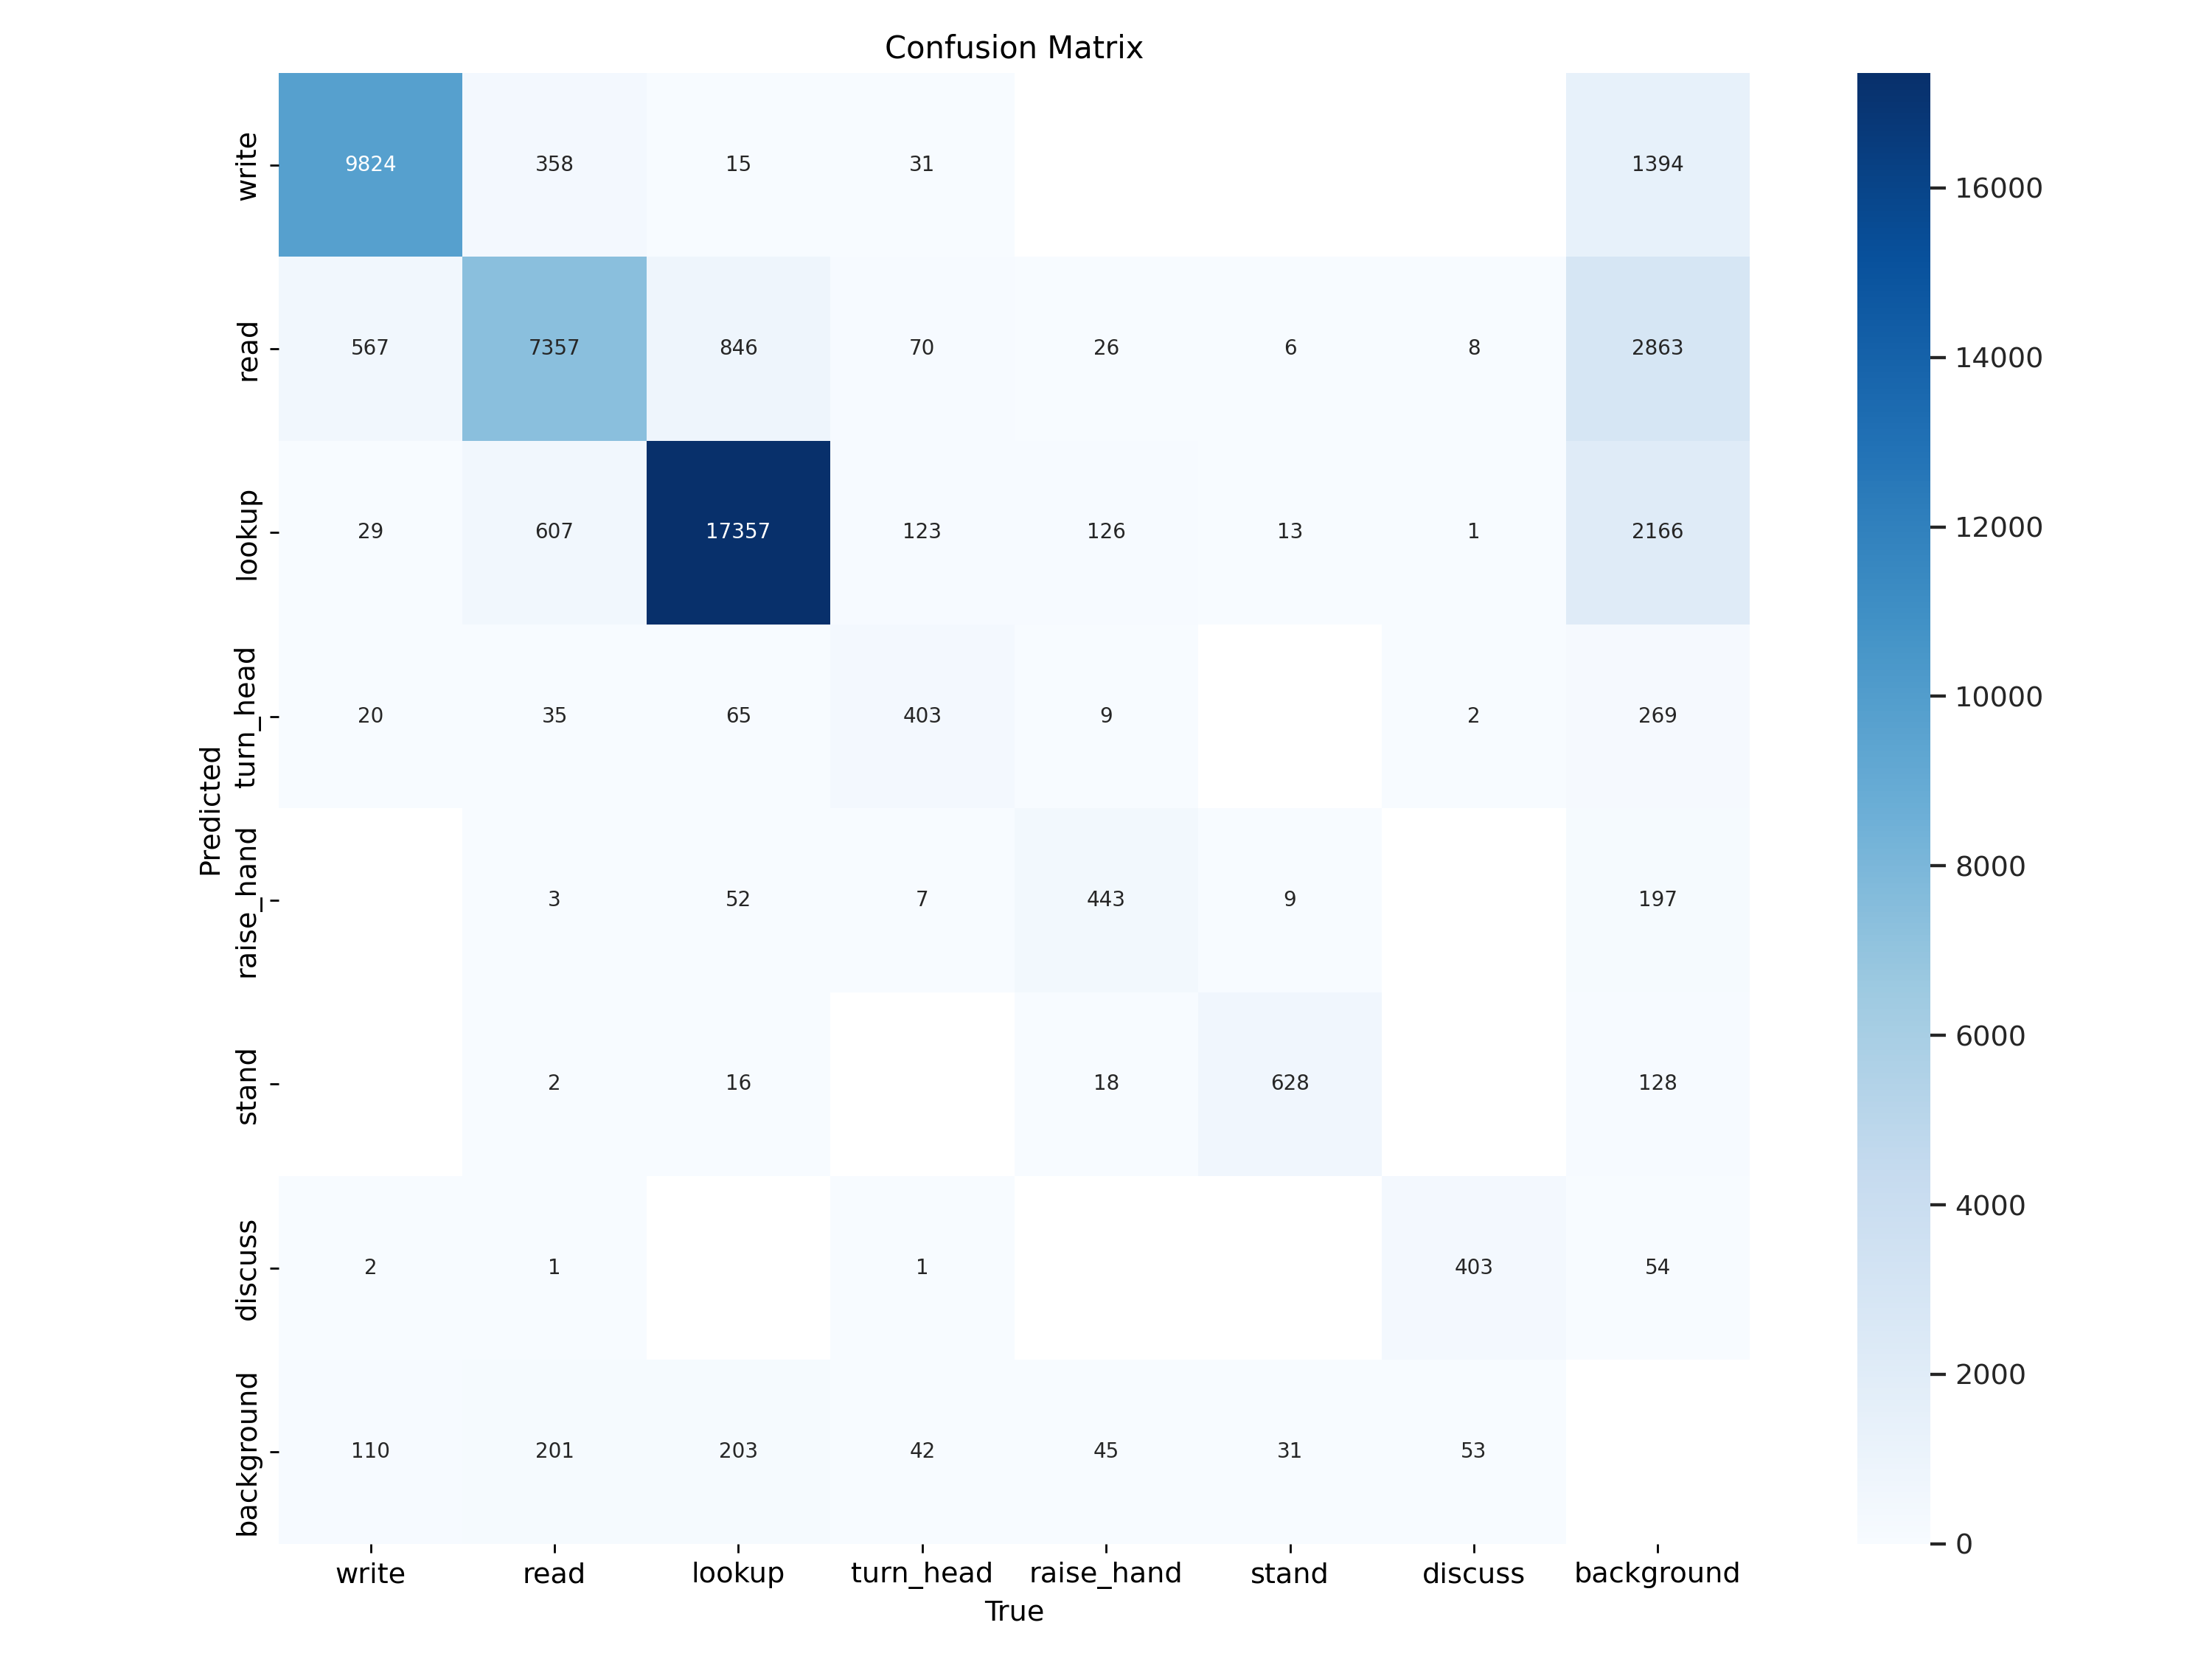 Confusion Matrix
write 9824 358 15 31 1394
read 567 7357 846 70 26 6 8 2863
lookup 29 607 17357 123 126 13 1 2166
turn_head 20 35 65 403 9 2 269
raise_hand 3 52 7 443 9 197
stand 2 16 18 628 128
discuss 2 1 1 403 54
background 110 201 203 42 45 31 53
write read lookup turn_head raise_hand stand discuss background
True
Predicted
16000
14000
12000
10000
8000
6000
4000
2000
0